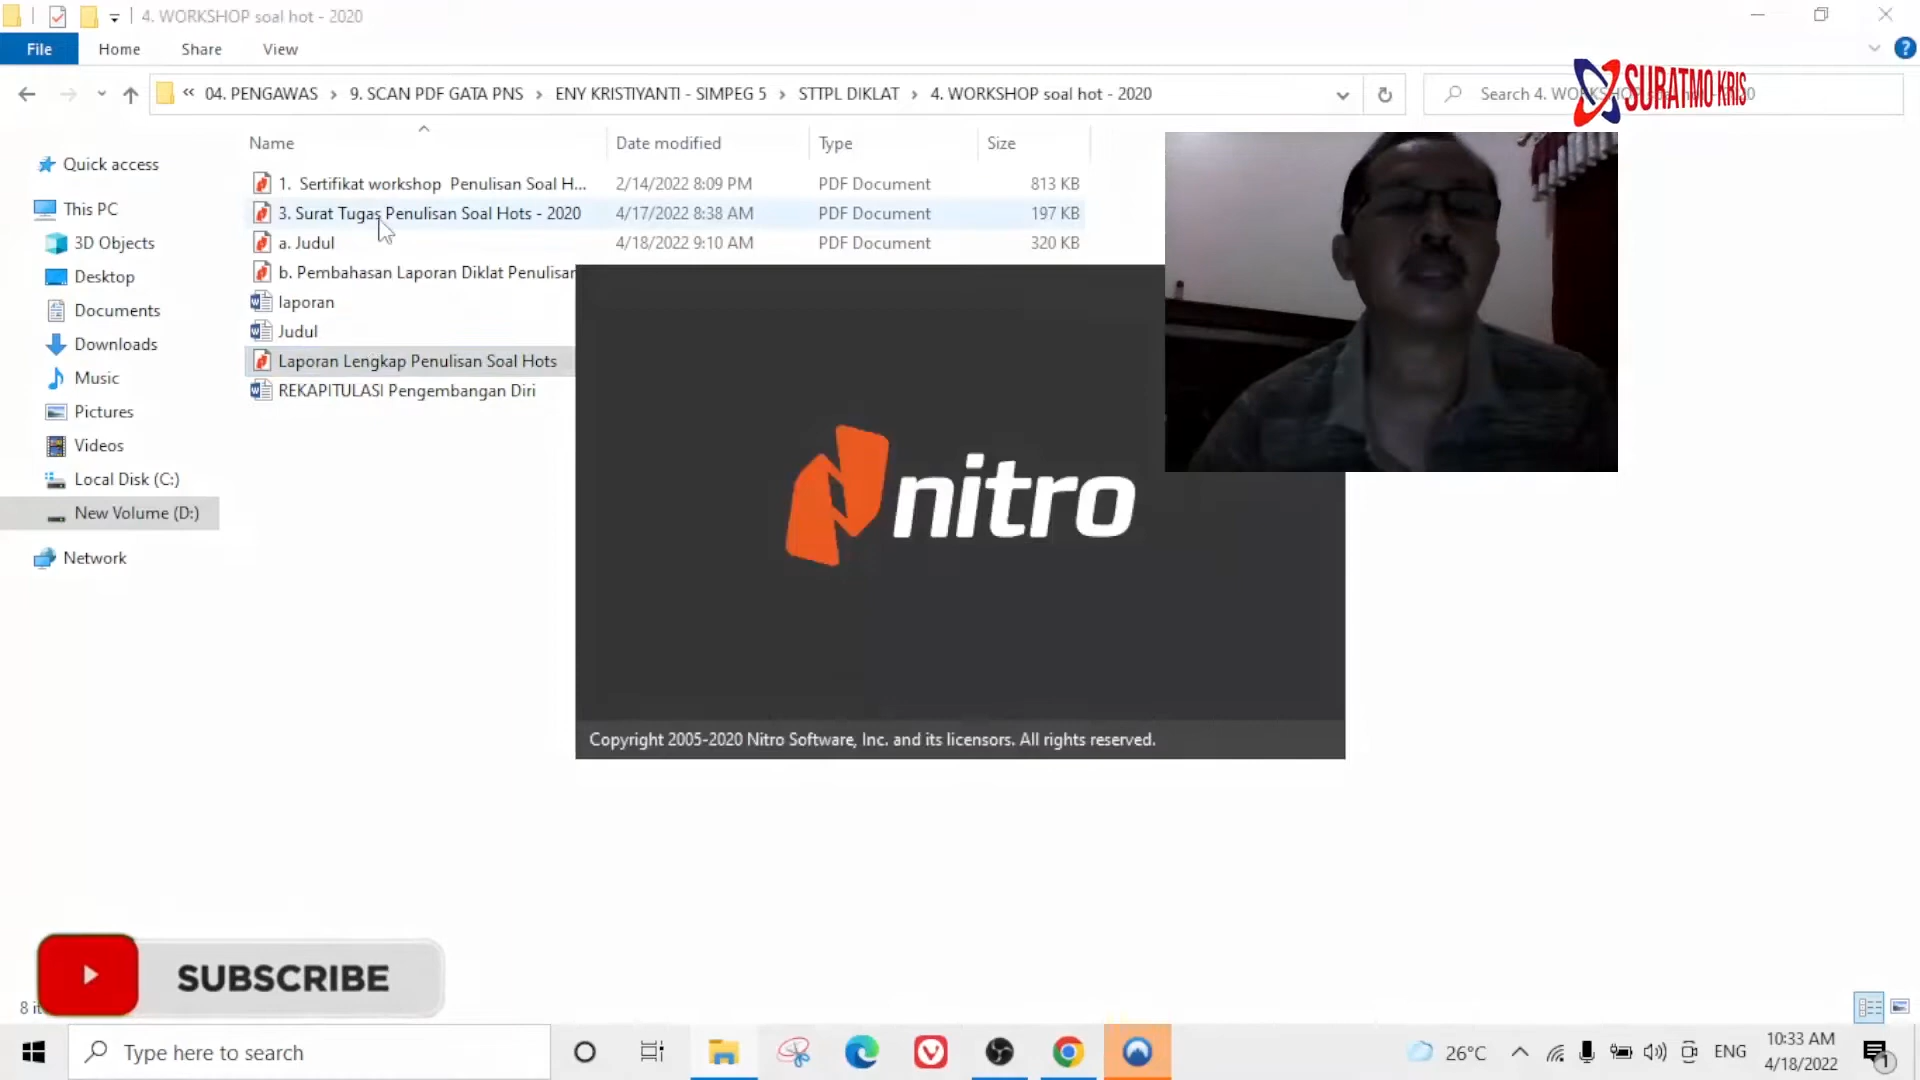 4. WORKSHOP soal hot - 2020
File Home Share View
« 04. PENGAWAS > 9. SCAN PDF GATA PNS > ENY KRISTIYANTI - SIMPEG 5 > STTPL DIKLAT > 4. WORKSHOP soal hot - 2020
Search 4. WORKSHOP
SURATMO KRIS
Name Date modified Type Size
1. Sertifikat workshop Penulisan Soal H... 2/14/2022 8:09 PM PDF Document 813 KB
3. Surat Tugas Penulisan Soal Hots - 2020 4/17/2022 8:38 AM PDF Document 197 KB
a. Judul 4/18/2022 9:10 AM PDF Document 320 KB
b. Pembahasan Laporan Diklat Penulisan
laporan
Judul
Laporan Lengkap Penulisan Soal Hots
REKAPITULASI Pengembangan Diri
Quick access
This PC
3D Objects
Desktop
Documents
Downloads
Music
Pictures
Videos
Local Disk (C:)
New Volume (D:)
Network
nitro
Copyright 2005-2020 Nitro Software, Inc. and its licensors. All rights reserved.
SUBSCRIBE
8
Type here to search
26°C ENG
10:33 AM
4/18/2022
1